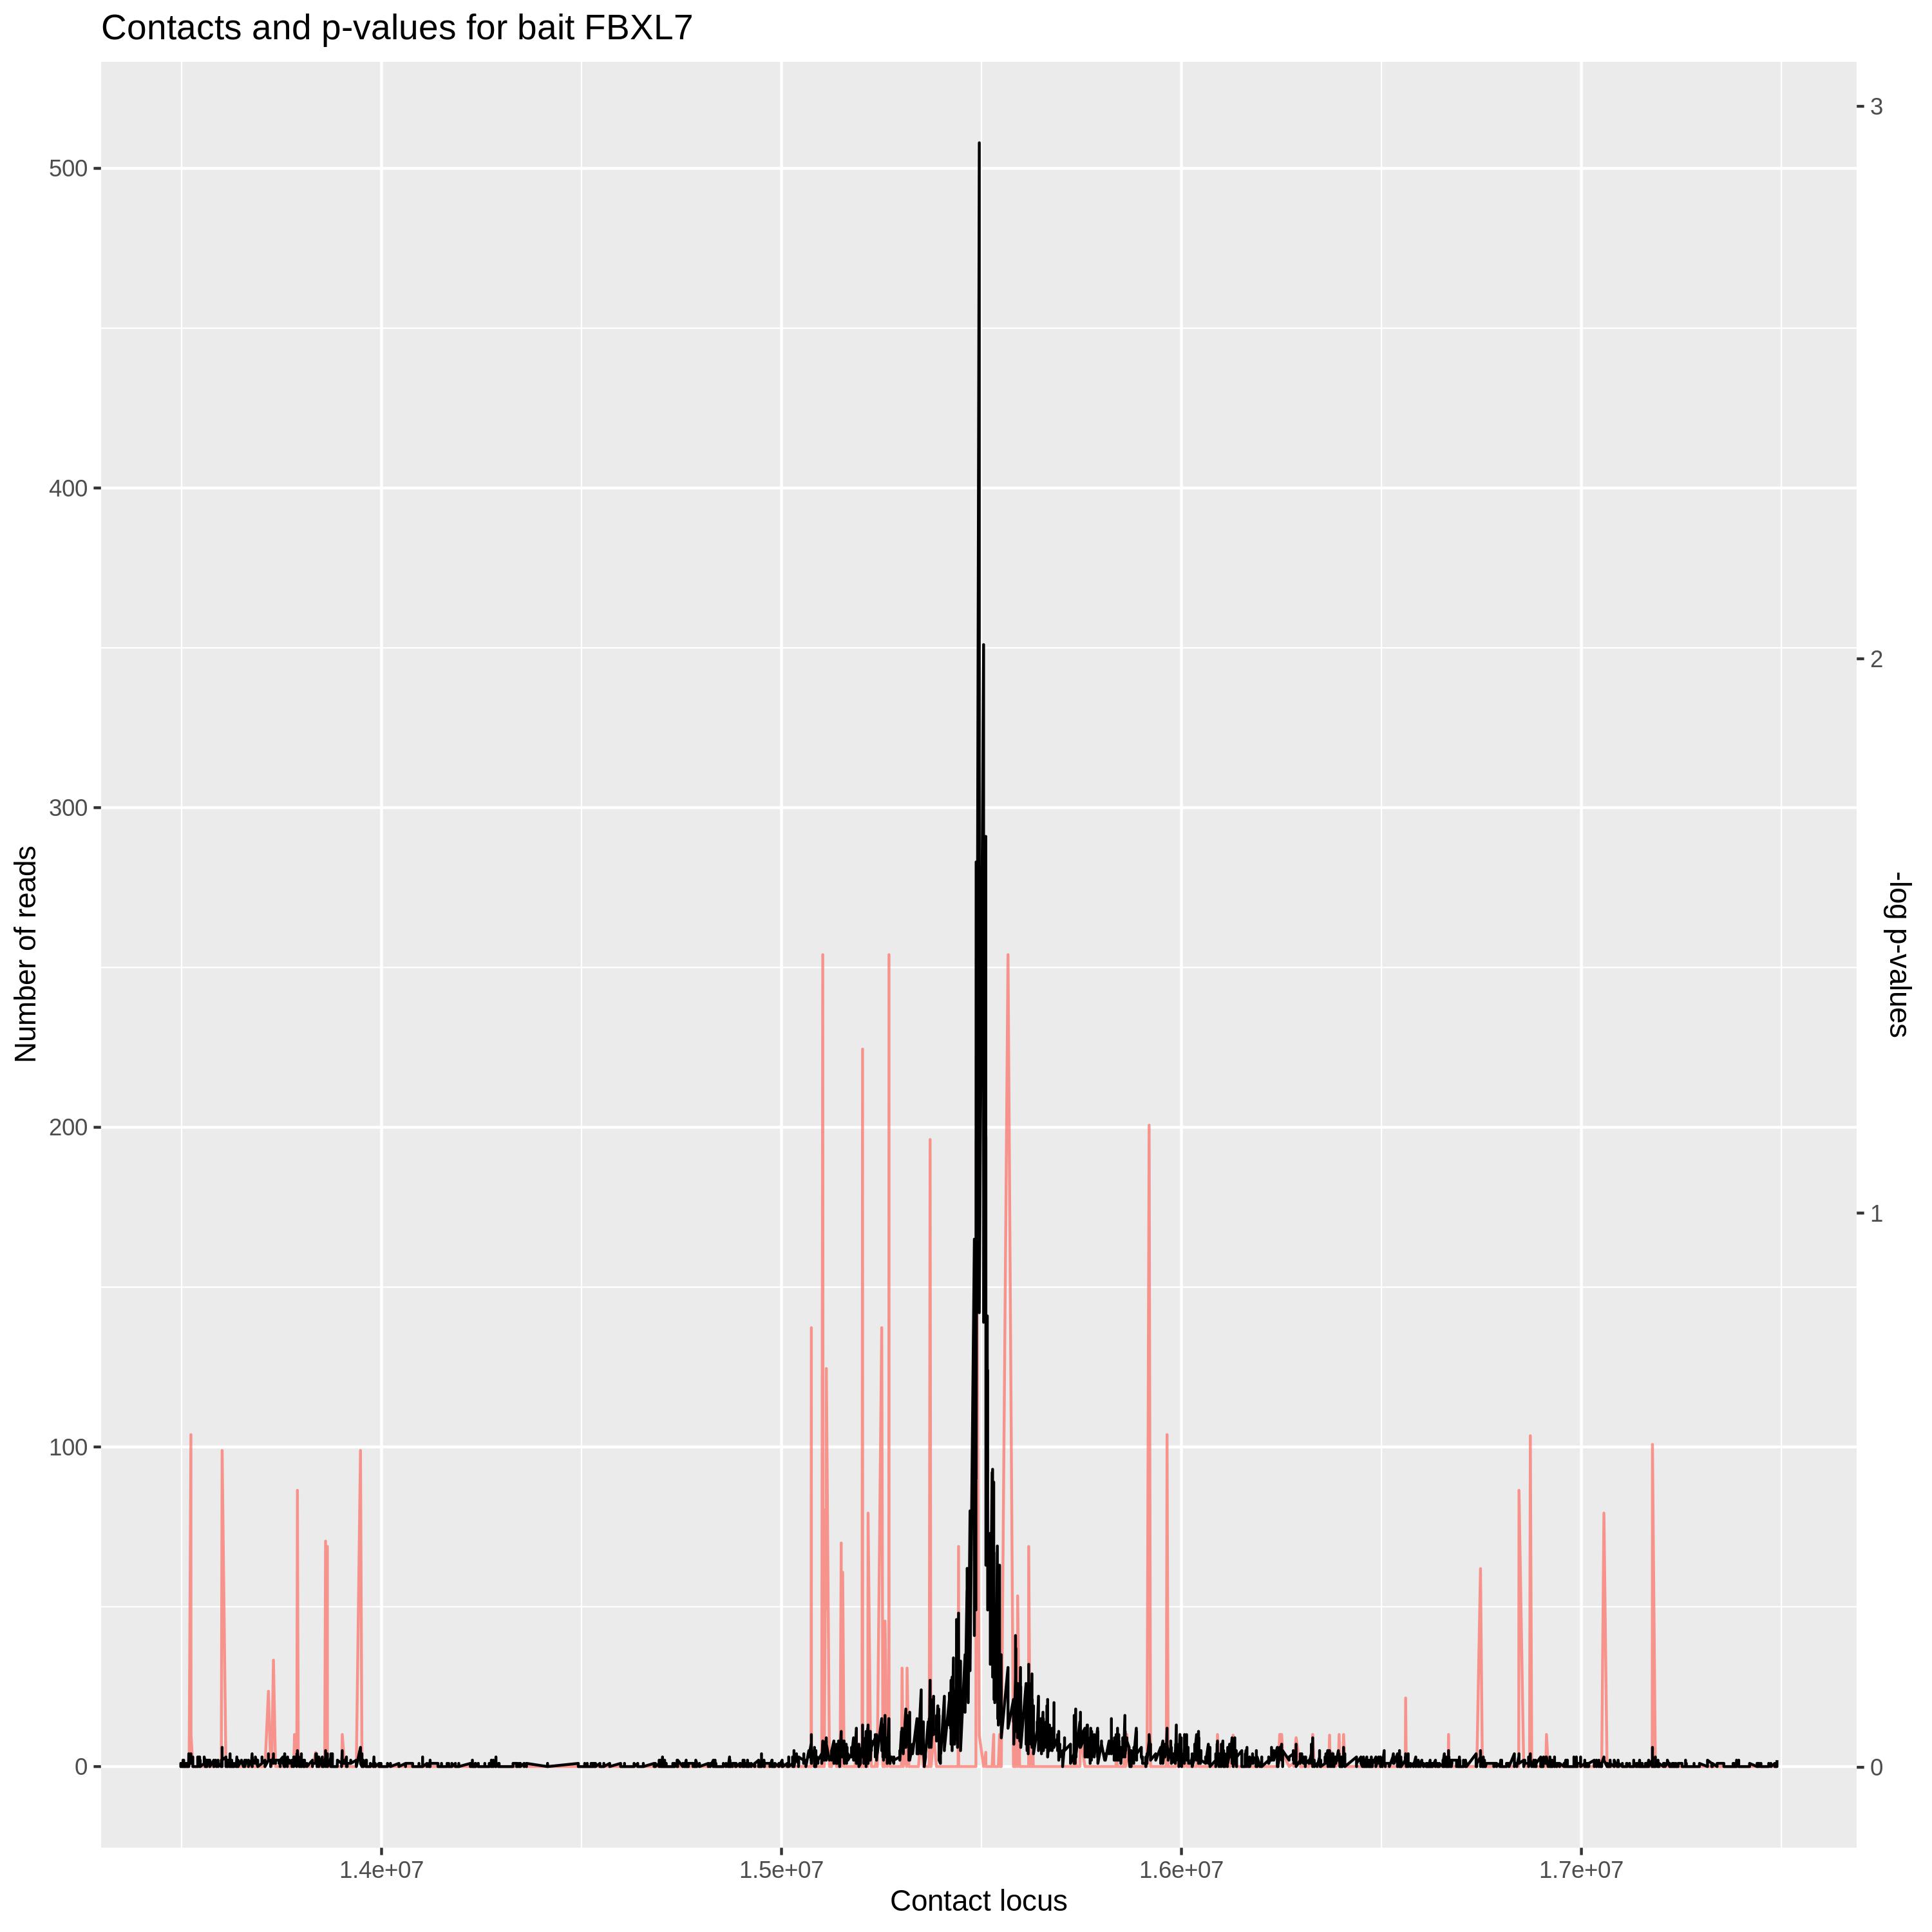 Contacts and p-values for bait FBXL7
Number of reads
500
400
300
200
100
0
3
2
1
0
-log p-values
1.4e+07
1.5e+07
1.6e+07
1.7e+07
Contact locus